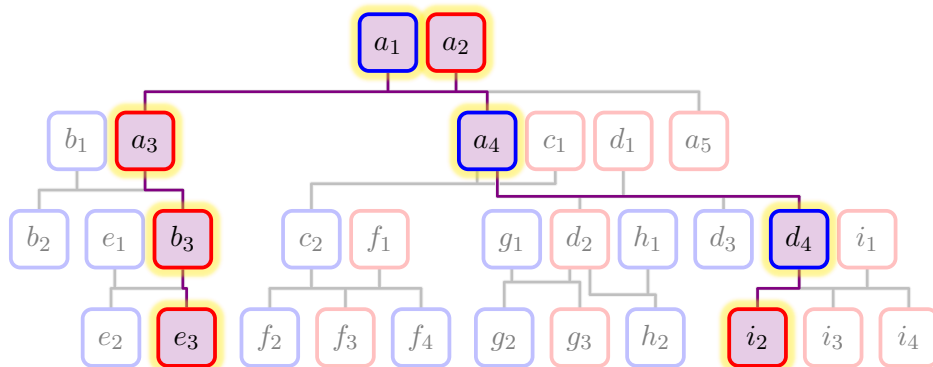 a₁ a₂
b₁ a₃ a₄ c₁ d₁ a₅
b₂ e₁ b₃ c₂ f₁ g₁ d₂ h₁ d₃ d₄ i₁
e₂ e₃ f₂ f₃ f₄ g₂ g₃ h₂ i₂ i₃ i₄